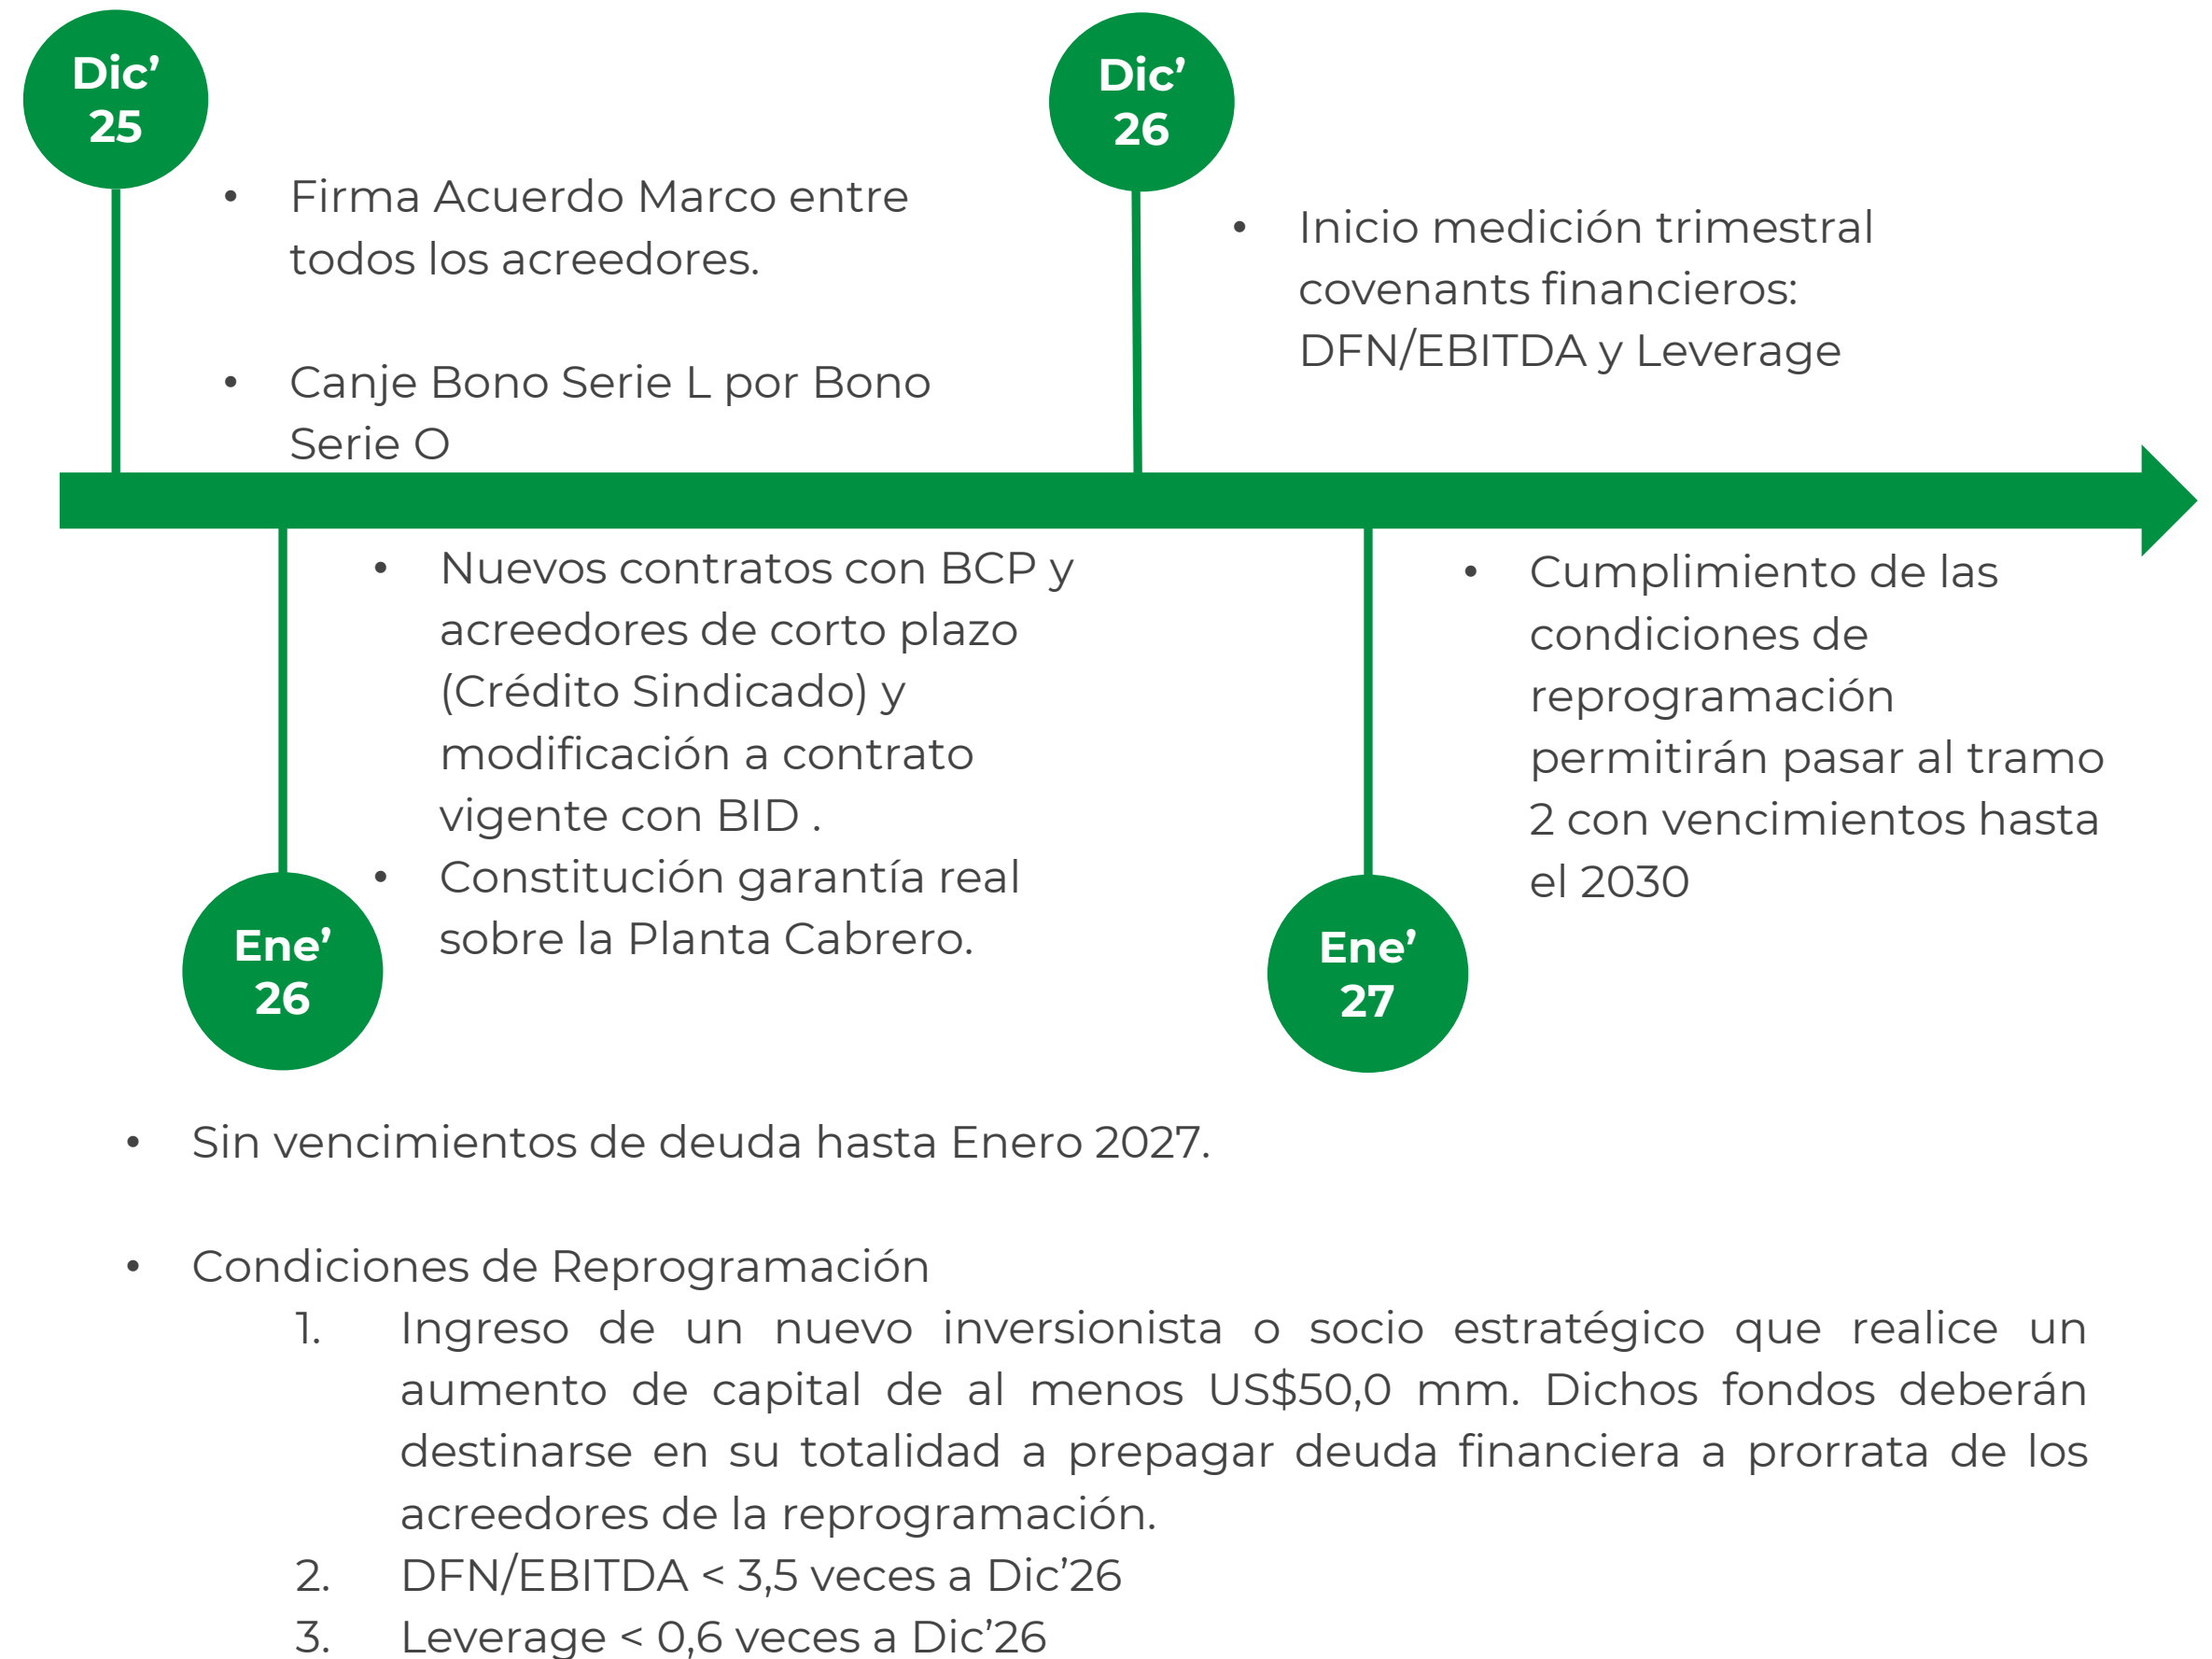 Dic’
25
• Firma Acuerdo Marco entre
todos los acreedores.
• Canje Bono Serie L por Bono
Serie O
Dic’
26
• Inicio medición trimestral
covenants financieros:
DFN/EBITDA y Leverage
Ene’
26
• Nuevos contratos con BCP y
acreedores de corto plazo
(Crédito Sindicado) y
modificación a contrato
vigente con BID .
• Constitución garantía real
sobre la Planta Cabrero.
Ene’
27
• Cumplimiento de las
condiciones de
reprogramación
permitirán pasar al tramo
2 con vencimientos hasta
el 2030
• Sin vencimientos de deuda hasta Enero 2027.
• Condiciones de Reprogramación
1. Ingreso de un nuevo inversionista o socio estratégico que realice un
aumento de capital de al menos US$50,0 mm. Dichos fondos deberán
destinarse en su totalidad a prepagar deuda financiera a prorrata de los
acreedores de la reprogramación.
2. DFN/EBITDA < 3,5 veces a Dic’26
3. Leverage < 0,6 veces a Dic’26